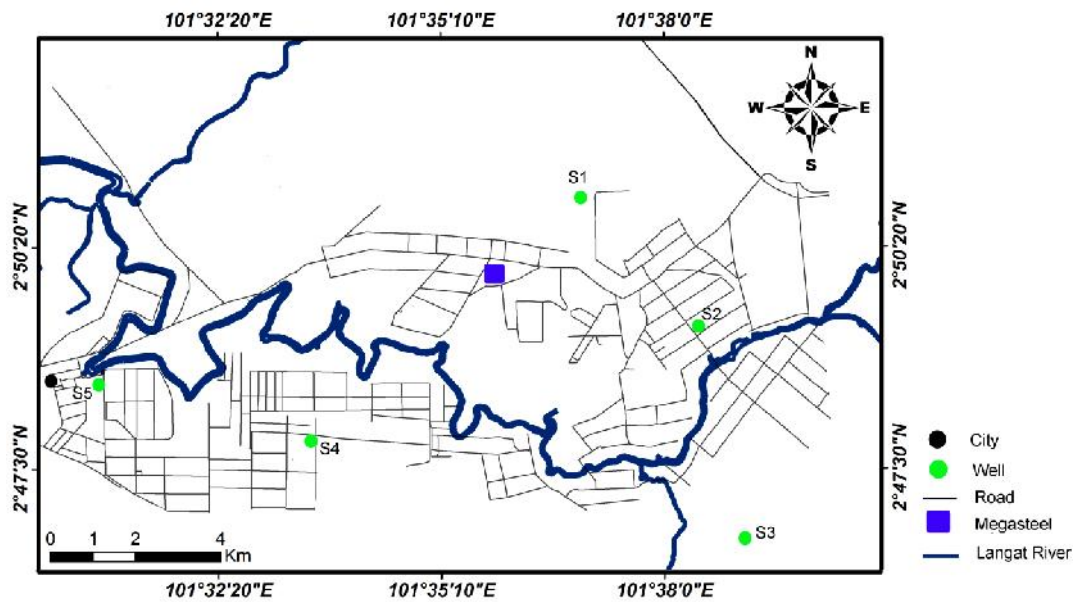 101°32'20"E 101°35'10"E 101°38'0"E
N
W E
S
S1
2°50'20"N 2°50'20"N
S2
S5
S4
2°47'30"N 2°47'30"N
S3
0 1 2 4
Km
101°32'20"E 101°35'10"E 101°38'0"E
City
Well
Road
Megasteel
Langat River